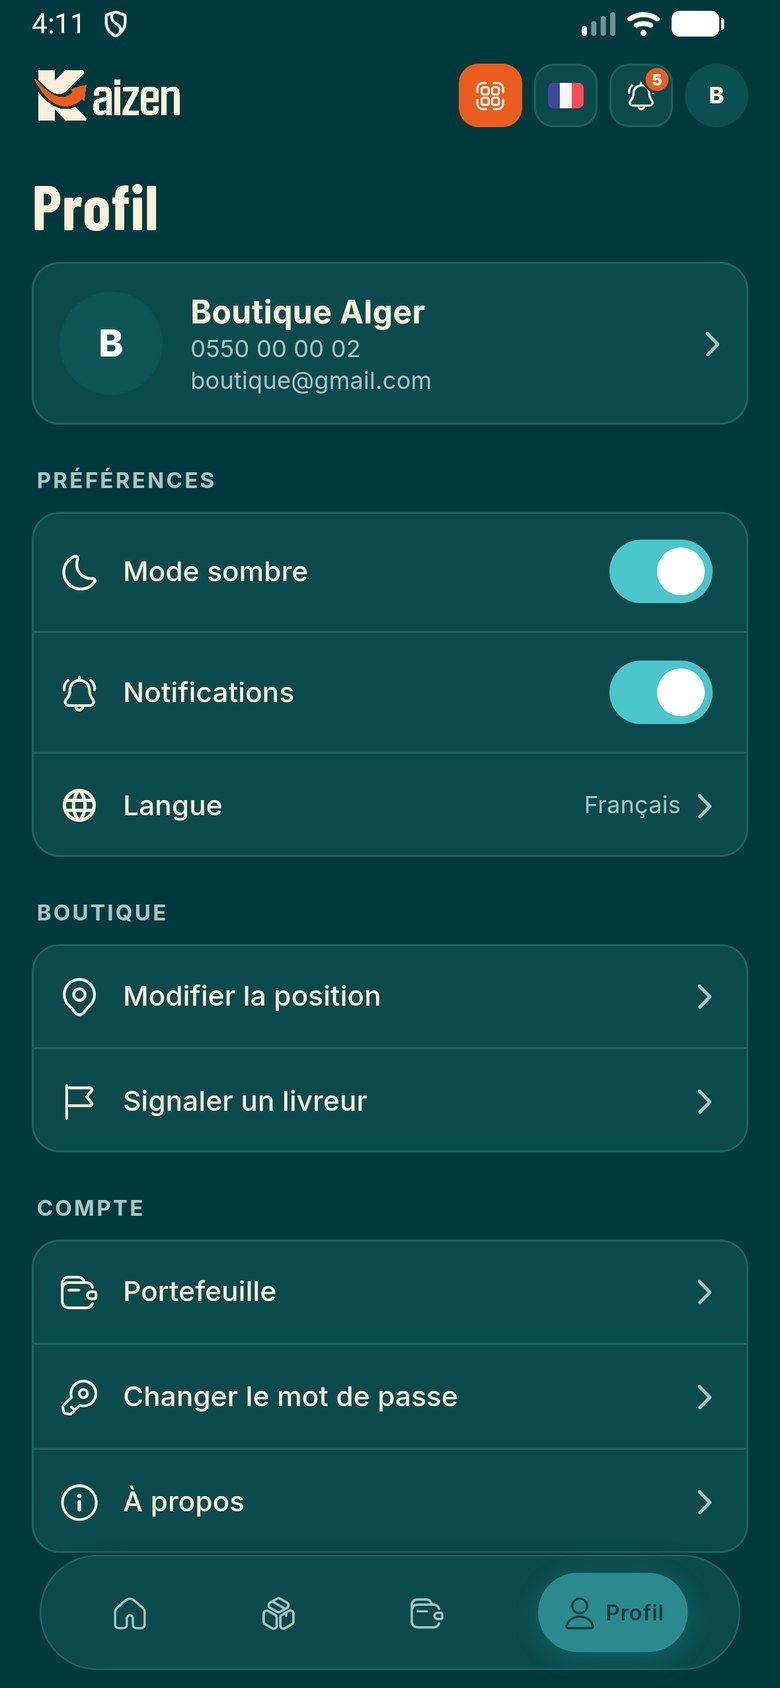 4:11
Kaizen
5
B
Profil
B
Boutique Alger
0550 00 00 02
boutique@gmail.com
PRÉFÉRENCES
Mode sombre
Notifications
Langue
Français
BOUTIQUE
Modifier la position
Signaler un livreur
COMPTE
Portefeuille
Changer le mot de passe
À propos
Profil